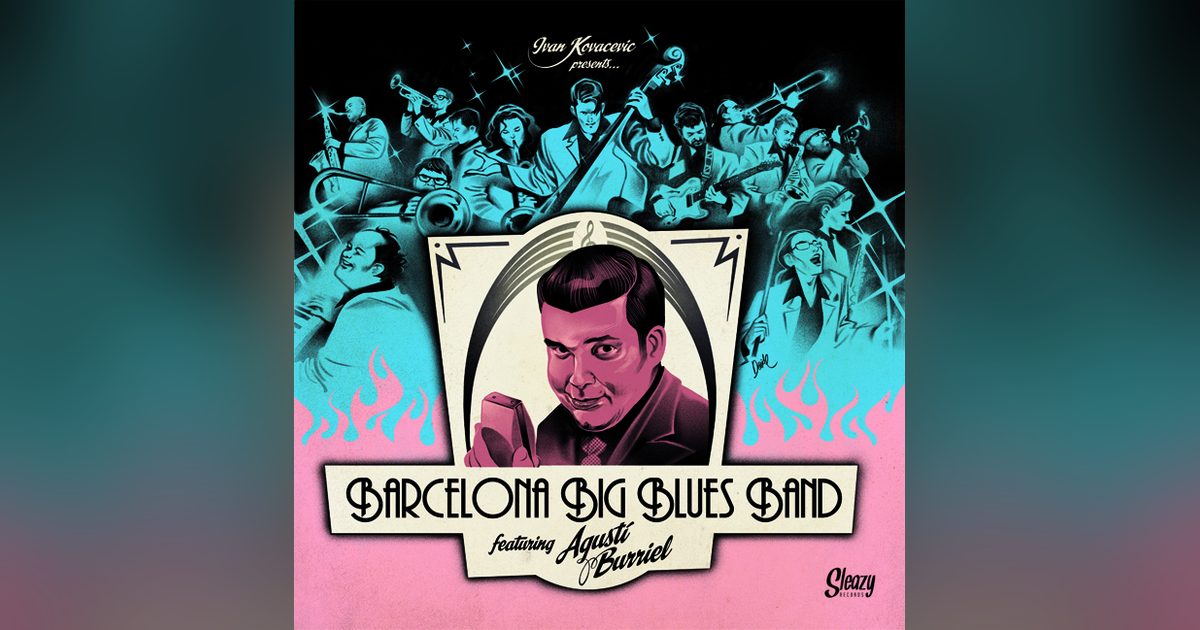 Ivan Kovacevic
presents...
BARCELONA BIG BLUES BAND
featuring Agustí
Burriel
Sleazy
RECORDS